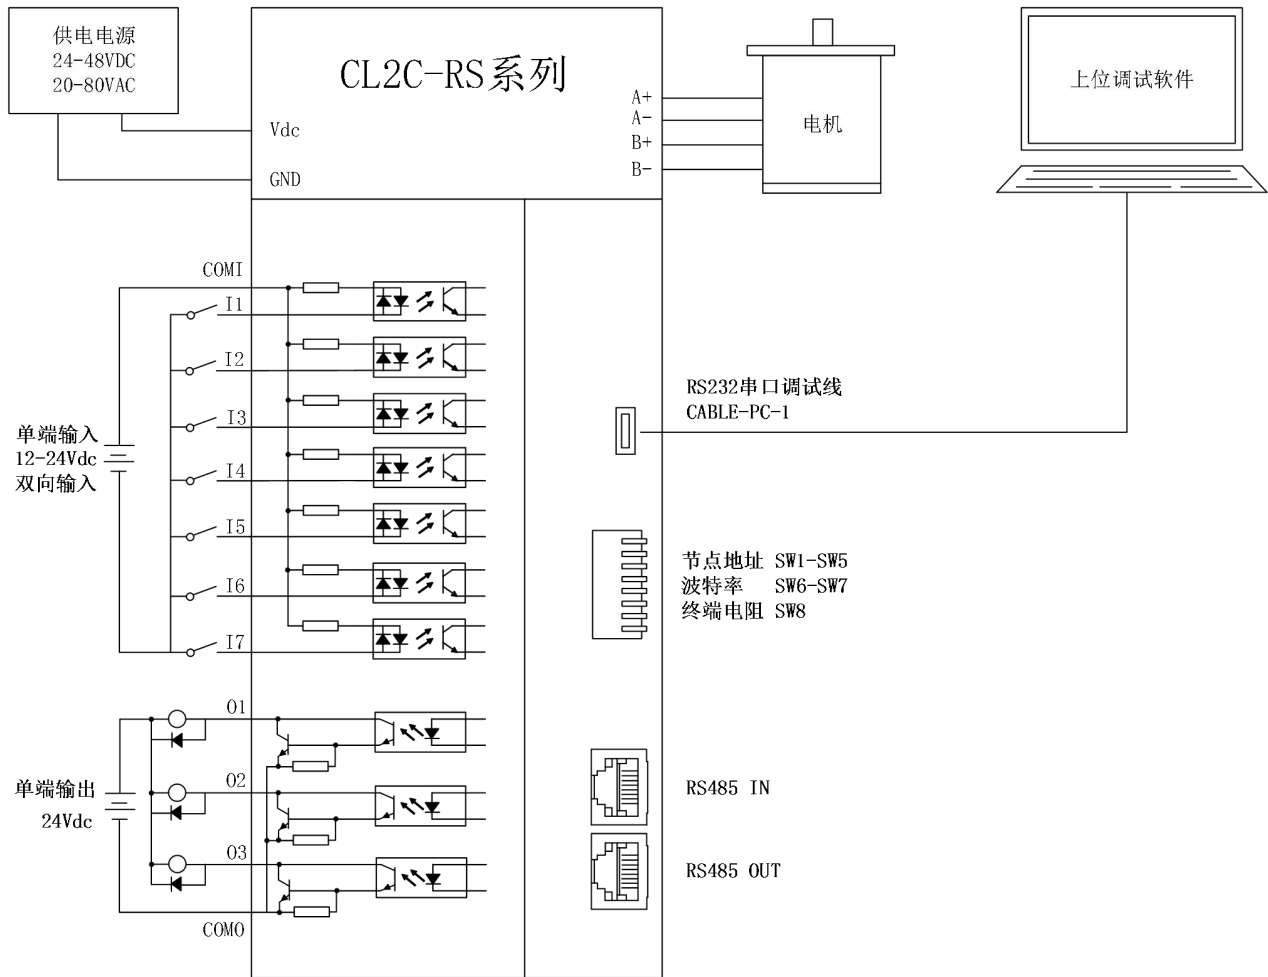 供电电源
24-48VDC
20-80VAC
CL2C-RS系列
Vdc
GND
A+
A-
B+
B-
电机
上位调试软件
COMI
I1
I2
I3
I4
I5
I6
I7
单端输入
12-24Vdc
双向输入
RS232串口调试线
CABLE-PC-1
节点地址 SW1-SW5
波特率 SW6-SW7
终端电阻 SW8
O1
O2
O3
COMO
单端输出
24Vdc
RS485 IN
RS485 OUT